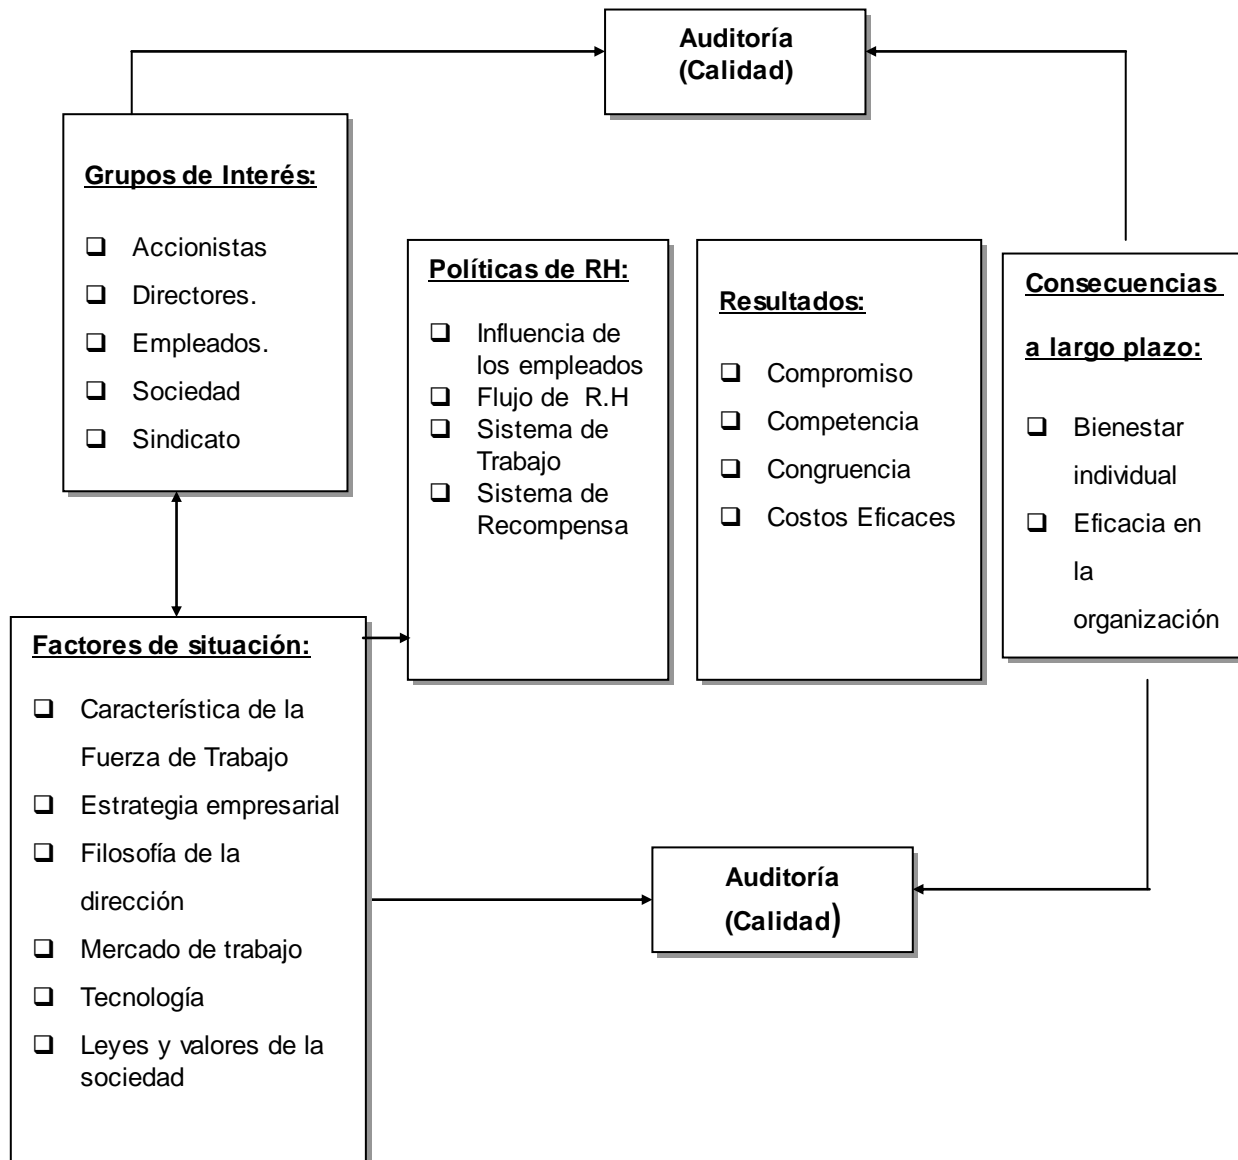 Auditoría
(Calidad)
Grupos de Interés:
❑ Accionistas
❑ Directores.
❑ Empleados.
❑ Sociedad
❑ Sindicato
Políticas de RH:
❑ Influencia de
los empleados
❑ Flujo de R.H
❑ Sistema de
Trabajo
❑ Sistema de
Recompensa
Resultados:
❑ Compromiso
❑ Competencia
❑ Congruencia
❑ Costos Eficaces
Consecuencias
a largo plazo:
❑ Bienestar
individual
❑ Eficacia en
la
organización
Factores de situación:
❑ Característica de la
Fuerza de Trabajo
❑ Estrategia empresarial
❑ Filosofía de la
dirección
❑ Mercado de trabajo
❑ Tecnología
❑ Leyes y valores de la
sociedad
Auditoría
(Calidad)